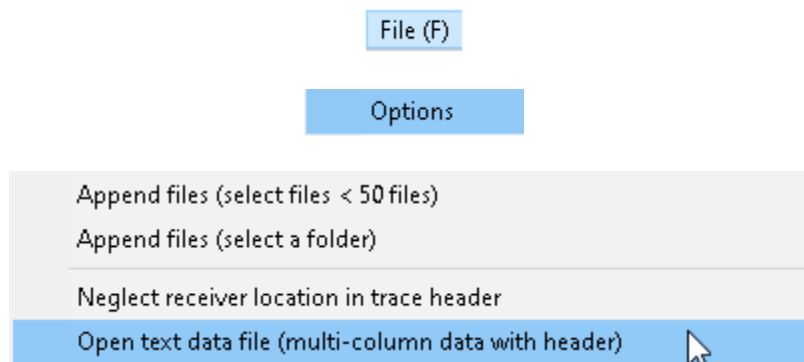 File (F)
Options
Append files (select files < 50 files)
Append files (select a folder)
Neglect receiver location in trace header
Open text data file (multi-column data with header)